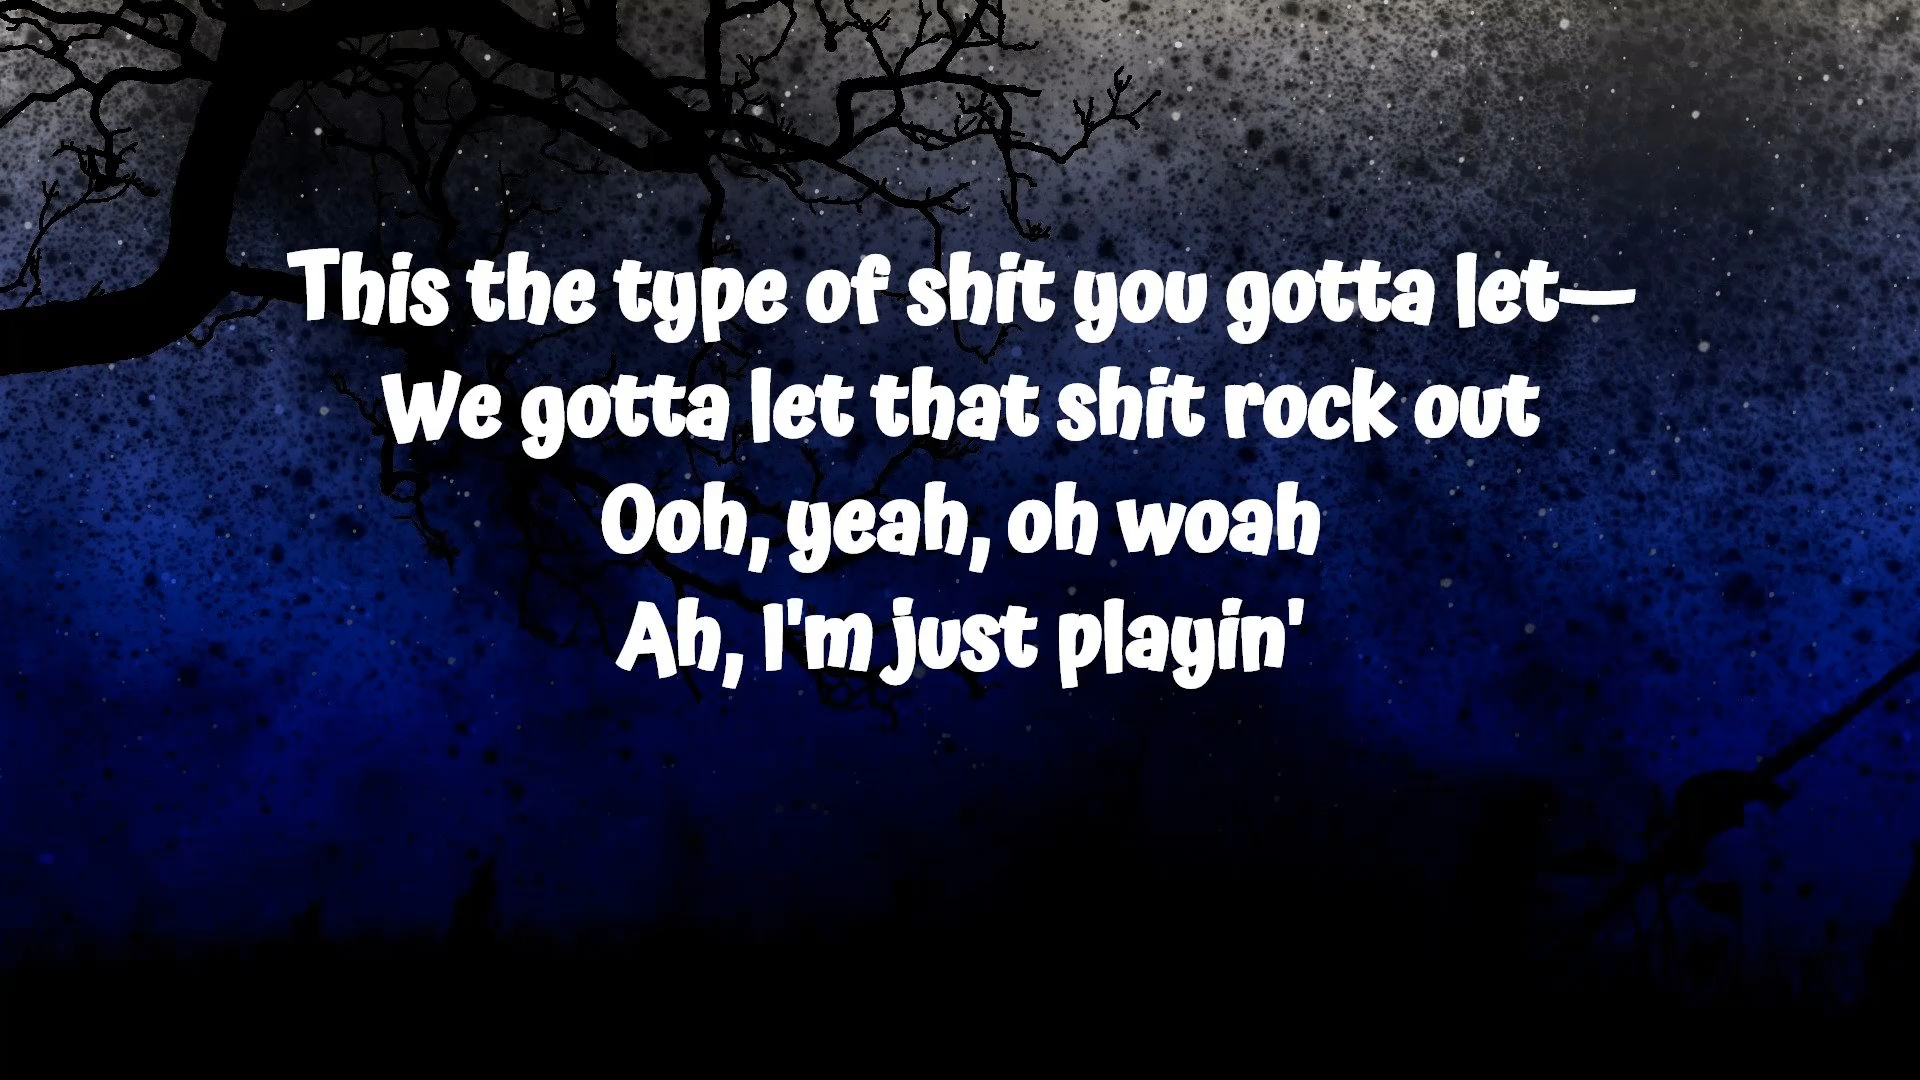 This the type of shit you gotta let—
We gotta let that shit rock out
Ooh, yeah, oh woah
Ah, I'm just playin'